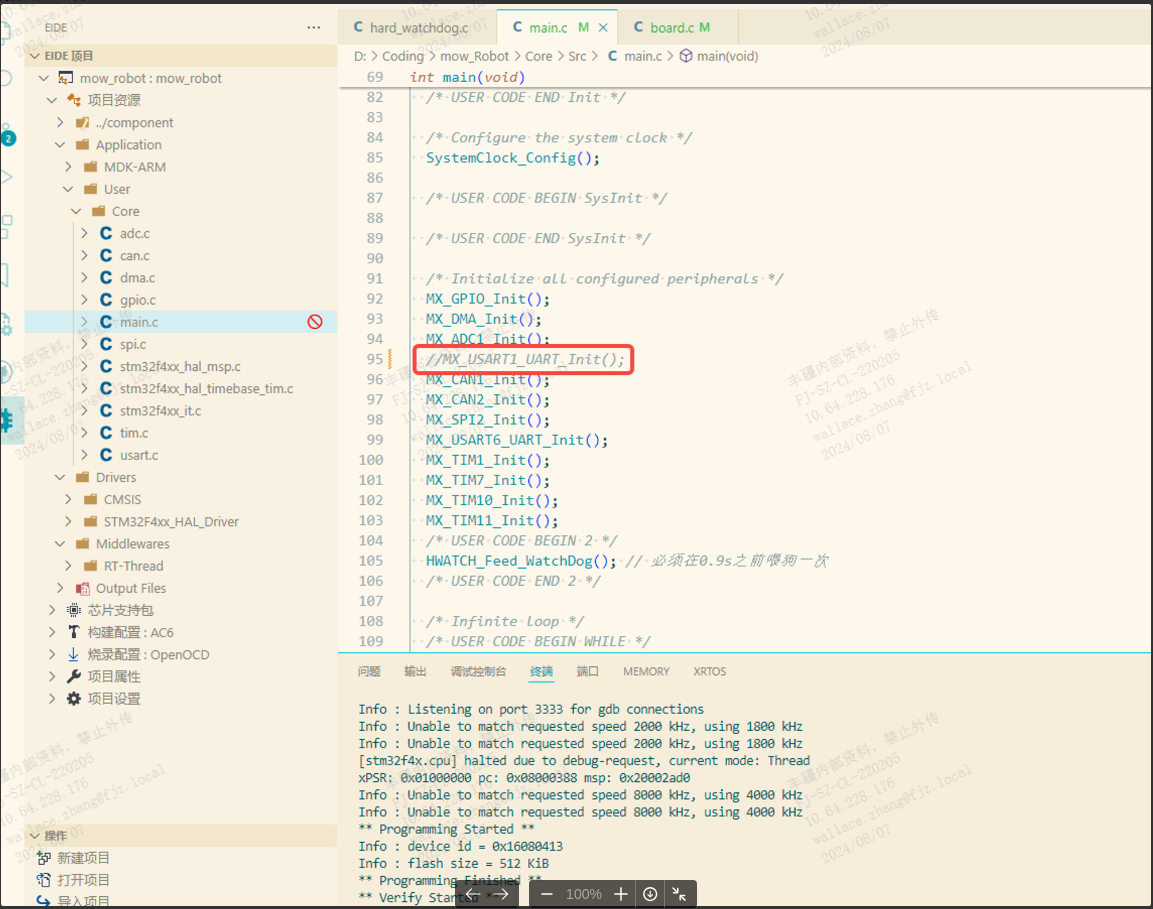 EIDE
···
EIDE 项目
mow_robot : mow_robot
项目资源
../component
Application
MDK-ARM
User
Core
adc.c
can.c
dma.c
gpio.c
main.c
spi.c
stm32f4xx_hal_msp.c
stm32f4xx_hal_timebase_tim.c
stm32f4xx_it.c
tim.c
usart.c
Drivers
CMSIS
STM32F4xx_HAL_Driver
Middlewares
RT-Thread
Output Files
芯片支持包
构建配置 : AC6
烧录配置 : OpenOCD
项目属性
项目设置
操作
新建项目
打开项目
导入项目
2
hard_watchdog.c
main.c M
board.c M
D: > Coding > mow_Robot > Core > Src > main.c > main(void)
69 int main(void)
82 /* USER CODE END Init */
83
84 /* Configure the system clock */
85 SystemClock_Config();
86
87 /* USER CODE BEGIN SysInit */
88
89 /* USER CODE END SysInit */
90
91 /* Initialize all configured peripherals */
92 MX_GPIO_Init();
93 MX_DMA_Init();
94 MX_ADC1_Init();
95 //MX_USART1_UART_Init();
96 MX_CAN1_Init();
97 MX_CAN2_Init();
98 MX_SPI2_Init();
99 MX_USART6_UART_Init();
100 MX_TIM1_Init();
101 MX_TIM7_Init();
102 MX_TIM10_Init();
103 MX_TIM11_Init();
104 /* USER CODE BEGIN 2 */
105 HWATCH_Feed_WatchDog(); // 必须在0.9s之前喂狗一次
106 /* USER CODE END 2 */
107
108 /* Infinite loop */
109 /* USER CODE BEGIN WHILE */
问题 输出 调试控制台 终端 端口 MEMORY XRTOS
Info : Listening on port 3333 for gdb connections
Info : Unable to match requested speed 2000 kHz, using 1800 kHz
Info : Unable to match requested speed 2000 kHz, using 1800 kHz
[stm32f4x.cpu] halted due to debug-request, current mode: Thread
xPSR: 0x01000000 pc: 0x08000388 msp: 0x20002ad0
Info : Unable to match requested speed 8000 kHz, using 4000 kHz
Info : Unable to match requested speed 8000 kHz, using 4000 kHz
** Programming Started **
Info : device id = 0x16080413
Info : flash size = 512 KiB
** Programming Finished **
** Verify Started **
100%
丰疆内部资料，禁止外传
FJ-SZ-CL-220205
10.64.228.176
wallace.zhang@fjz.local
2024/08/07